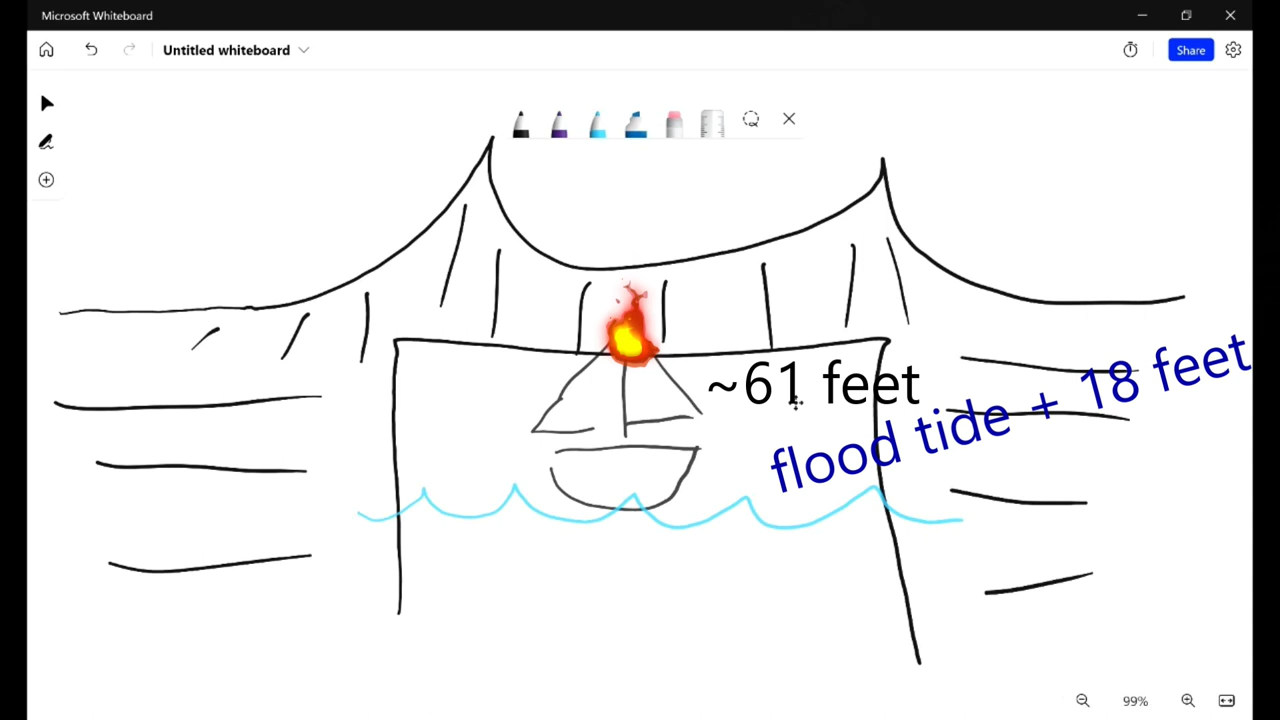 Microsoft Whiteboard
Untitled whiteboard
Share
~61 feet
flood tide + 18 feet
99%